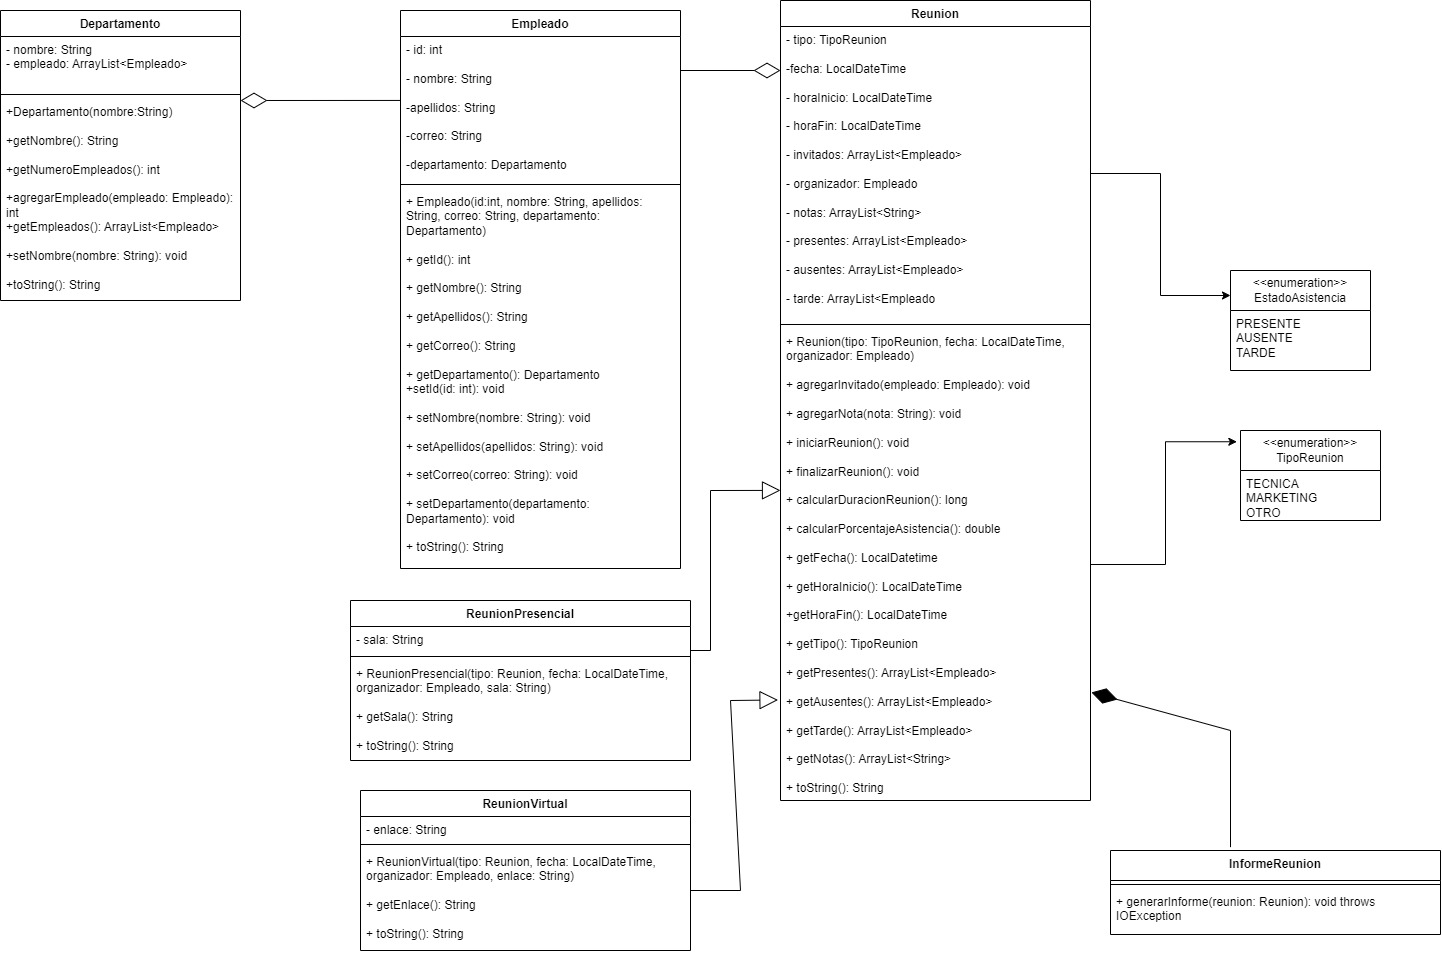 Departamento
- nombre: String
- empleado: ArrayList<Empleado>
+Departamento(nombre:String)
+getNombre(): String
+getNumeroEmpleados(): int
+agregarEmpleado(empleado: Empleado):
int
+getEmpleados(): ArrayList<Empleado>
+setNombre(nombre: String): void
+toString(): String
Empleado
- id: int
- nombre: String
-apellidos: String
-correo: String
-departamento: Departamento
+ Empleado(id:int, nombre: String, apellidos:
String, correo: String, departamento:
Departamento)
+ getId(): int
+ getNombre(): String
+ getApellidos(): String
+ getCorreo(): String
+ getDepartamento(): Departamento
+setId(id: int): void
+ setNombre(nombre: String): void
+ setApellidos(apellidos: String): void
+ setCorreo(correo: String): void
+ setDepartamento(departamento:
Departamento): void
+ toString(): String
Reunion
- tipo: TipoReunion
-fecha: LocalDateTime
- horaInicio: LocalDateTime
- horaFin: LocalDateTime
- invitados: ArrayList<Empleado>
- organizador: Empleado
- notas: ArrayList<String>
- presentes: ArrayList<Empleado>
- ausentes: ArrayList<Empleado>
- tarde: ArrayList<Empleado
+ Reunion(tipo: TipoReunion, fecha: LocalDateTime,
organizador: Empleado)
+ agregarInvitado(empleado: Empleado): void
+ agregarNota(nota: String): void
+ iniciarReunion(): void
+ finalizarReunion(): void
+ calcularDuracionReunion(): long
+ calcularPorcentajeAsistencia(): double
+ getFecha(): LocalDatetime
+ getHoraInicio(): LocalDateTime
+getHoraFin(): LocalDateTime
+ getTipo(): TipoReunion
+ getPresentes(): ArrayList<Empleado>
+ getAusentes(): ArrayList<Empleado>
+ getTarde(): ArrayList<Empleado>
+ getNotas(): ArrayList<String>
+ toString(): String
<<enumeration>>
EstadoAsistencia
PRESENTE
AUSENTE
TARDE
<<enumeration>>
TipoReunion
TECNICA
MARKETING
OTRO
ReunionPresencial
- sala: String
+ ReunionPresencial(tipo: Reunion, fecha: LocalDateTime,
organizador: Empleado, sala: String)
+ getSala(): String
+ toString(): String
ReunionVirtual
- enlace: String
+ ReunionVirtual(tipo: Reunion, fecha: LocalDateTime,
organizador: Empleado, enlace: String)
+ getEnlace(): String
+ toString(): String
InformeReunion
+ generarInforme(reunion: Reunion): void throws
IOException